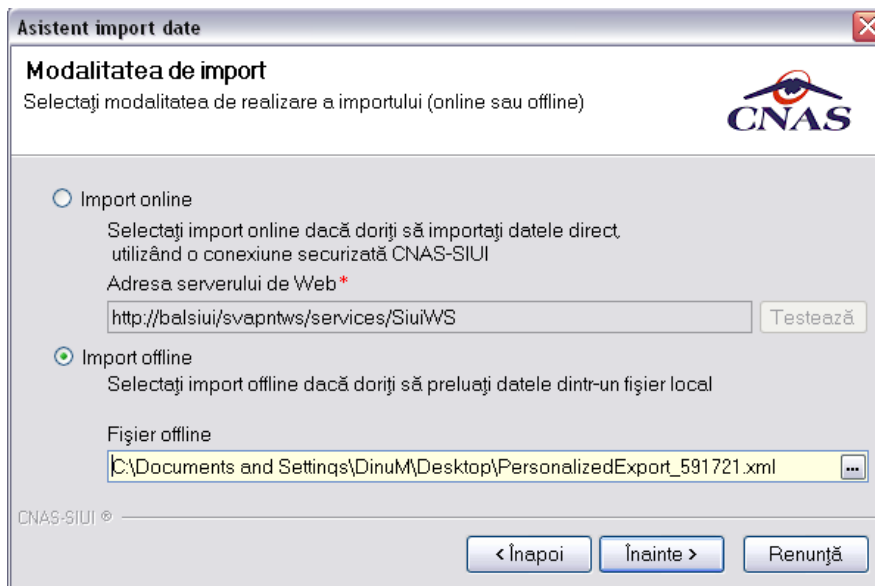 Asistent import date
Modalitatea de import
Selectaţi modalitatea de realizare a importului (online sau offline)
CNAS
Import online
Selectaţi import online dacă doriţi să importaţi datele direct,
utilizând o conexiune securizată CNAS-SIUI
Adresa serverului de Web*
http://balsiui/svapntws/services/SiuiWS
Testează
Import offline
Selectaţi import offline dacă doriţi să preluaţi datele dintr-un fişier local
Fişier offline
C:\Documents and Settings\DinuM\Desktop\PersonalizedExport_591721.xml
...
CNAS-SIUI ®
< Înapoi
Înainte >
Renunţă